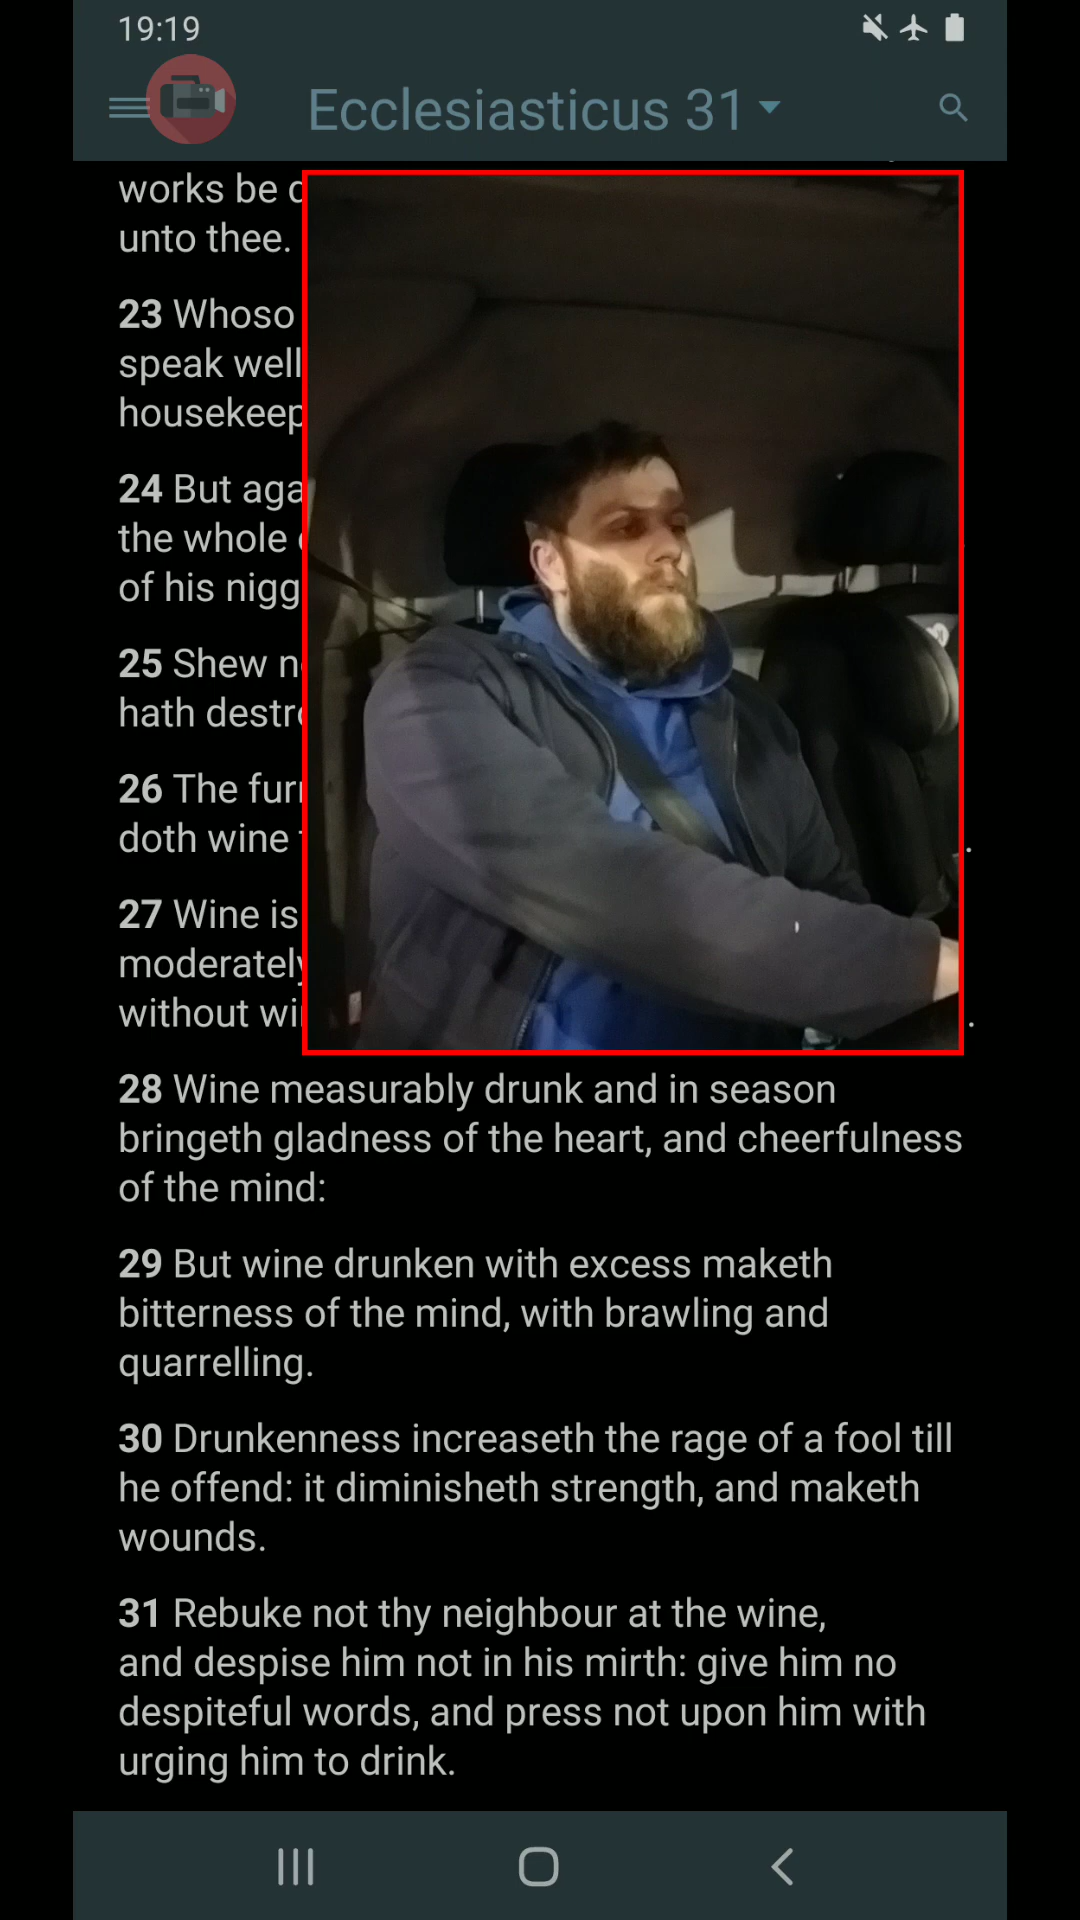 19:19
Ecclesiasticus 31
works be
unto thee.
23 Whoso
speak well
housekeep
24 But aga
the whole
of his nigg
25 Shew n
hath destr
26 The fur
doth wine
.
27 Wine is
moderately
without wi
.
28 Wine measurably drunk and in season
bringeth gladness of the heart, and cheerfulness
of the mind:
29 But wine drunken with excess maketh
bitterness of the mind, with brawling and
quarrelling.
30 Drunkenness increaseth the rage of a fool till
he offend: it diminisheth strength, and maketh
wounds.
31 Rebuke not thy neighbour at the wine,
and despise him not in his mirth: give him no
despiteful words, and press not upon him with
urging him to drink.